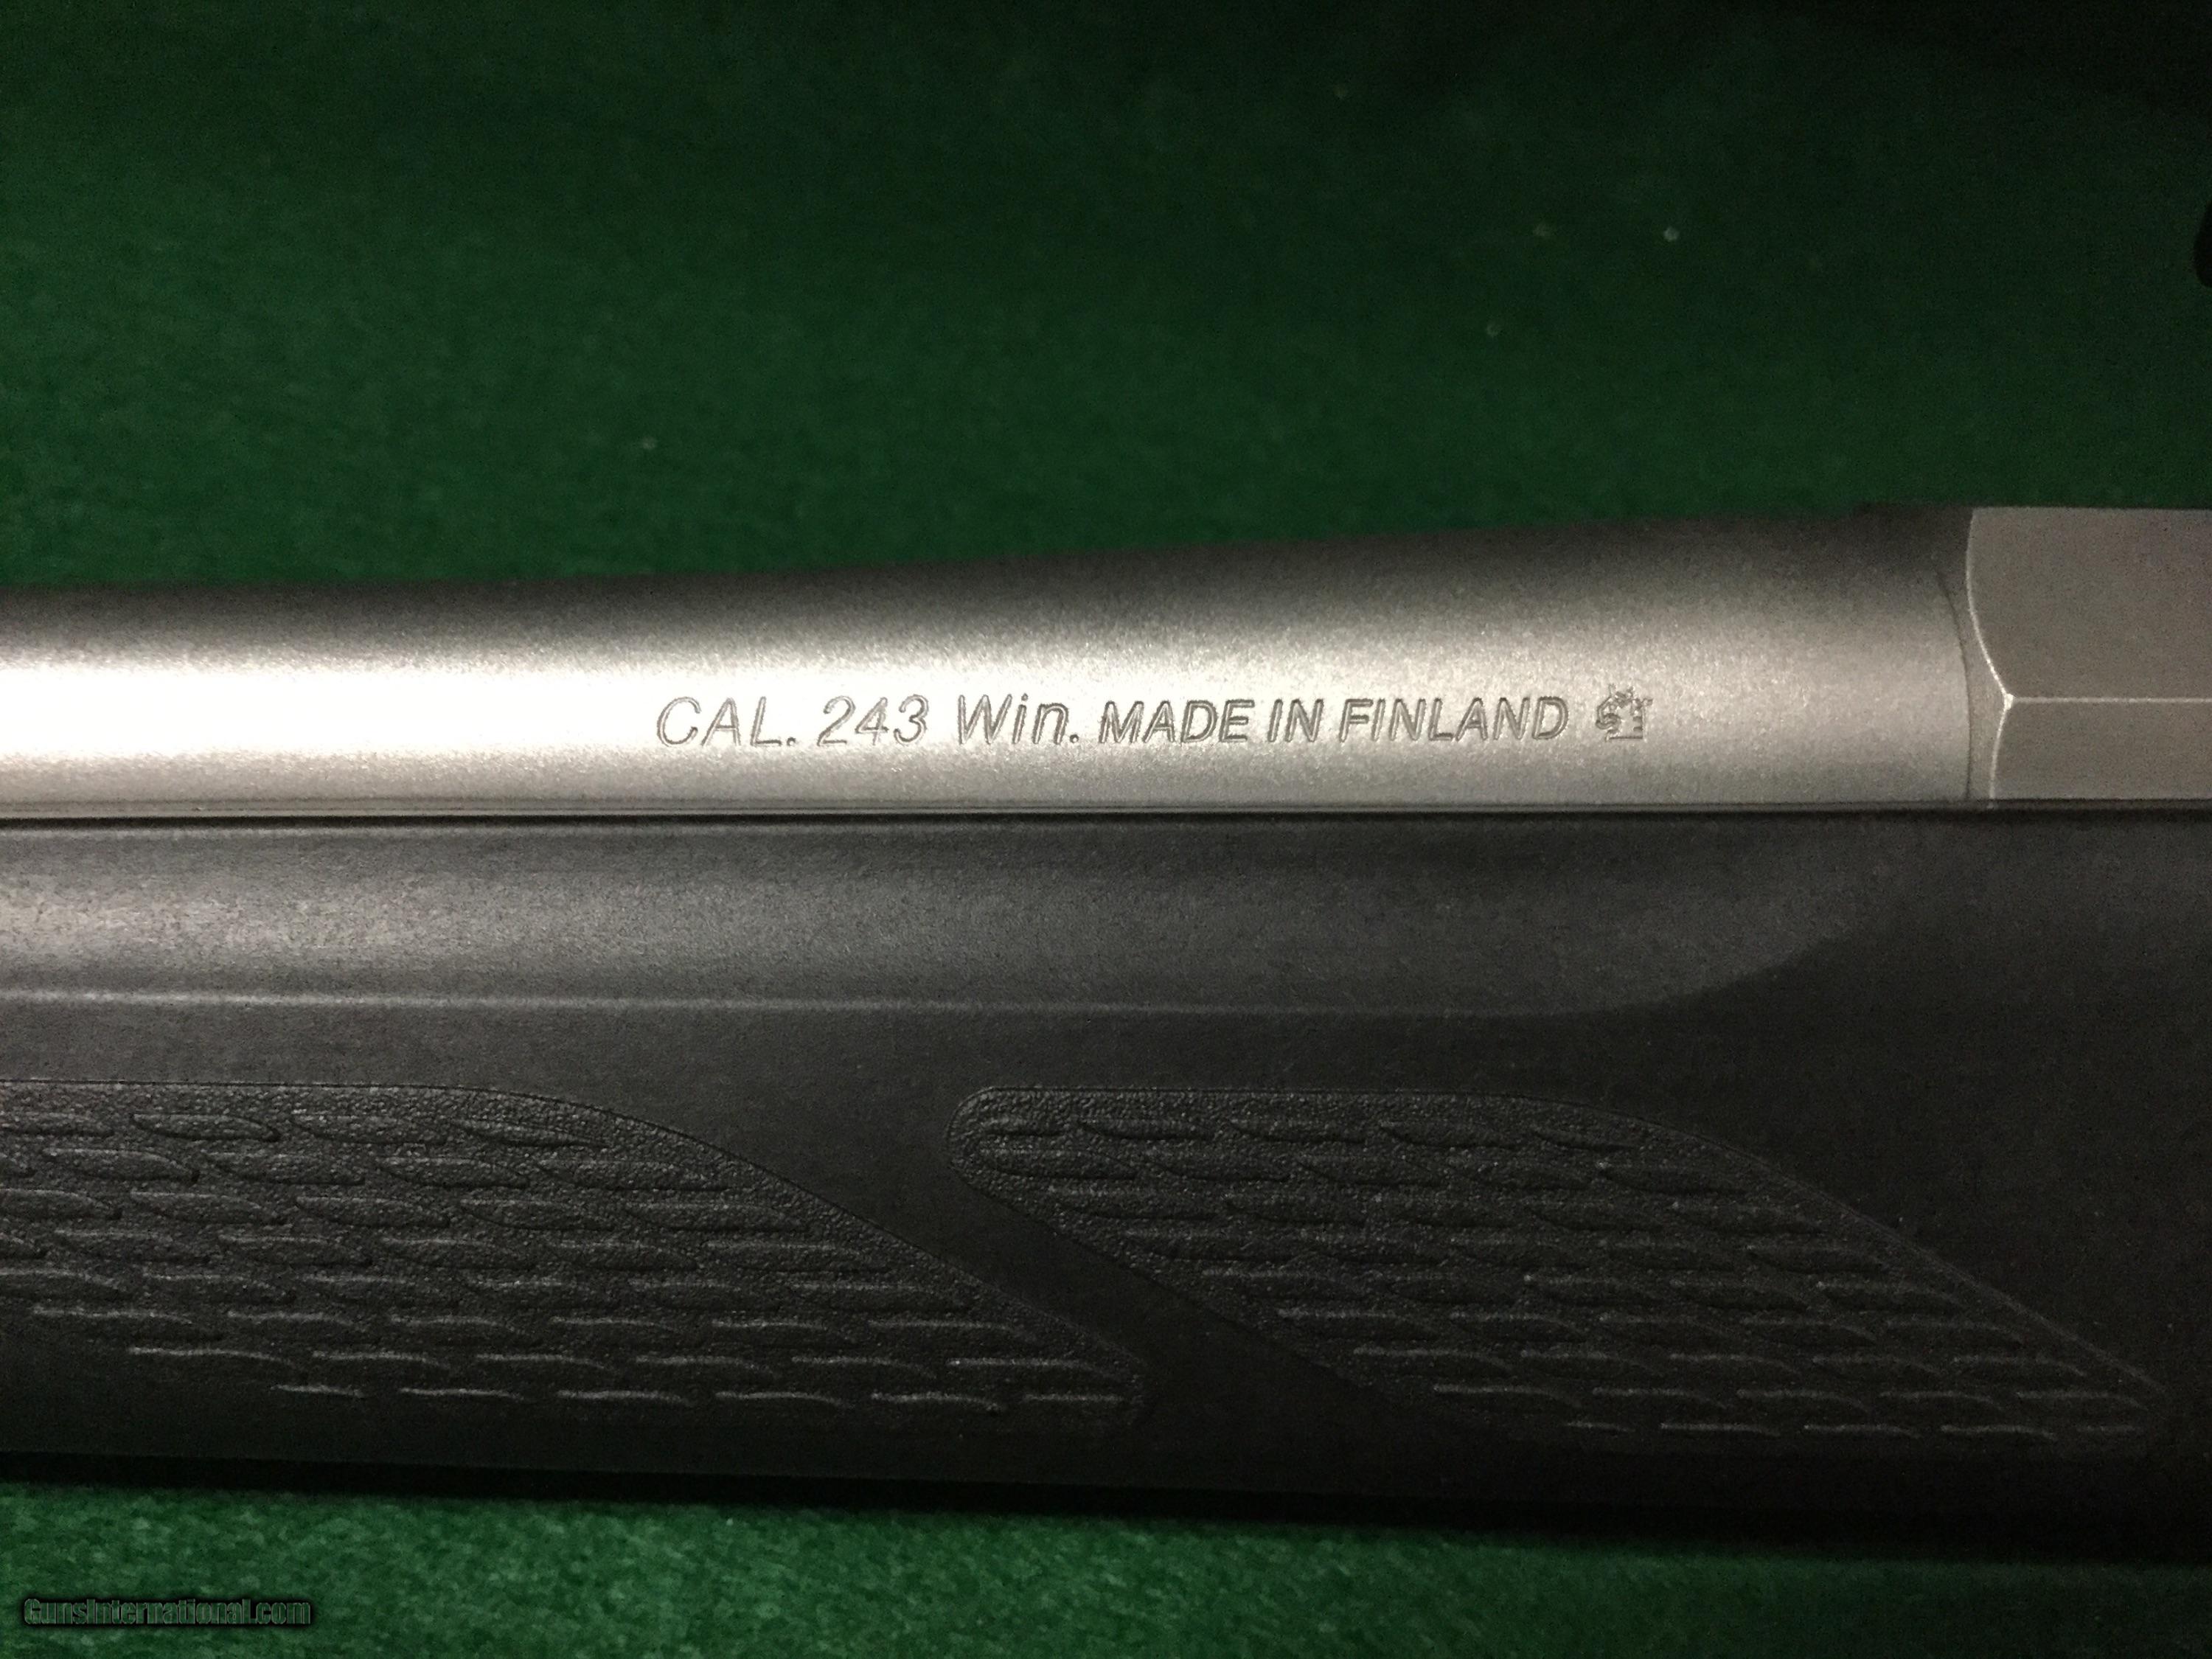 CAL. 243 Win. MADE IN FINLAND
GunsInternational.com